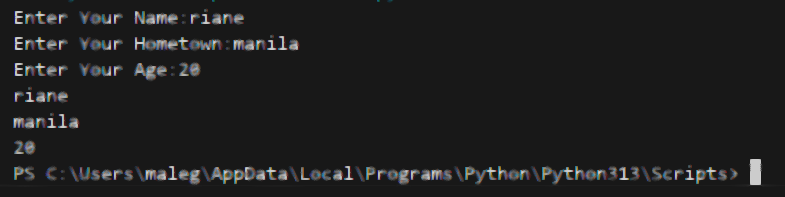 Enter Your Name:riane
Enter Your Hometown:manila
Enter Your Age:20
riane
manila
20
PS C:\Users\maleg\AppData\Local\Programs\Python\Python313\Scripts>